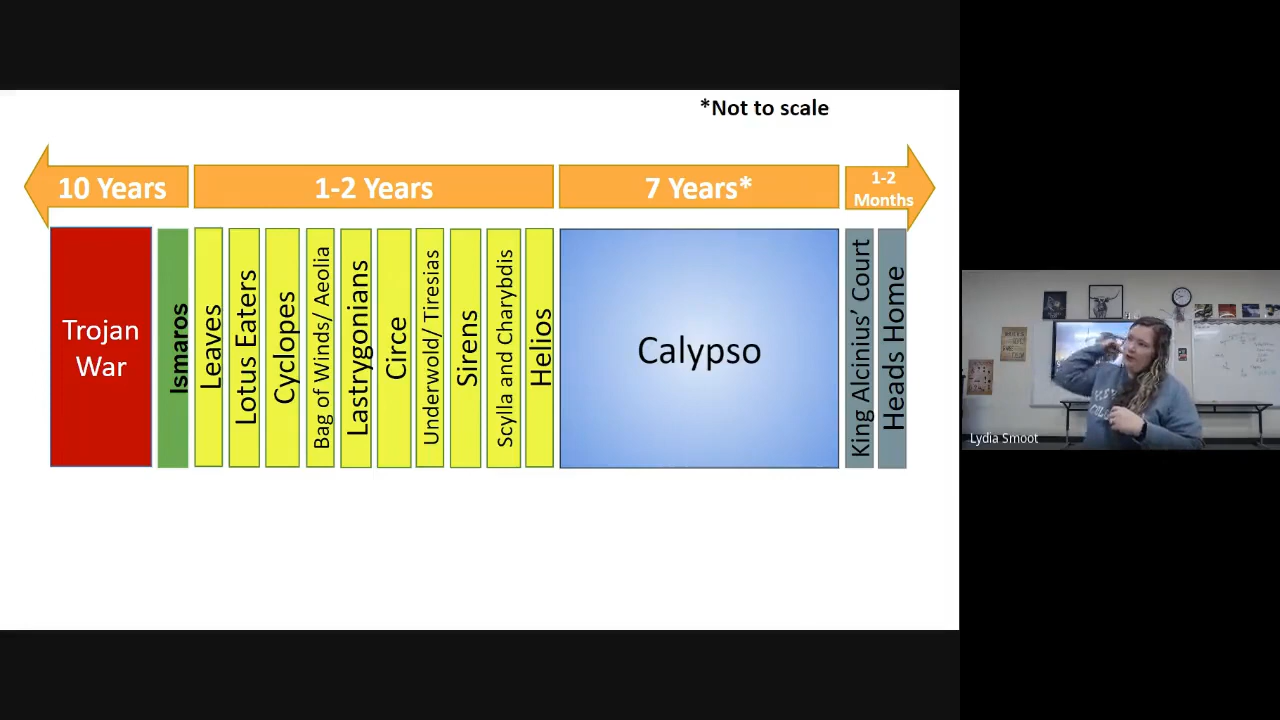 *Not to scale
10 Years
1-2 Years
7 Years*
1-2
Months
Trojan
War
Ismaros
Leaves
Lotus Eaters
Cyclopes
Bag of Winds/ Aeolia
Lastrygonians
Circe
Underwold/ Tiresias
Sirens
Scylla and Charybdis
Helios
Calypso
King Alcinius’ Court
Heads Home
Lydia Smoot